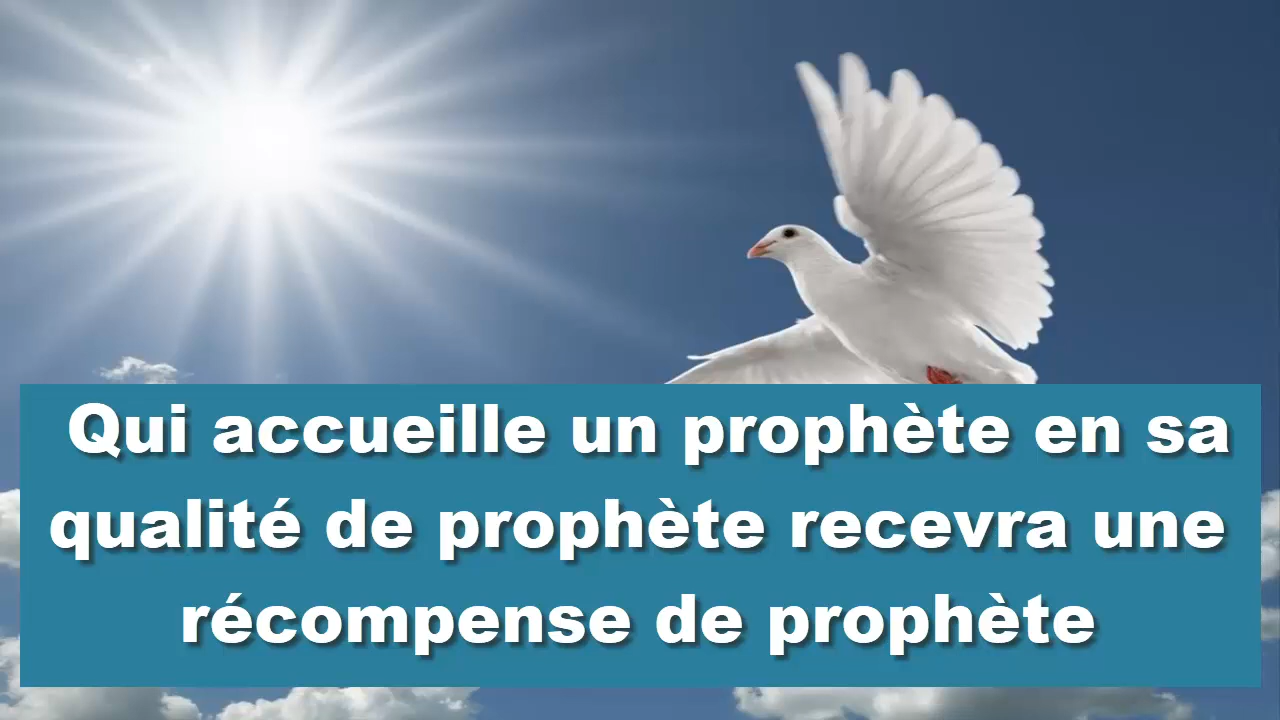 Qui accueille un prophète en sa
qualité de prophète recevra une
récompense de prophète